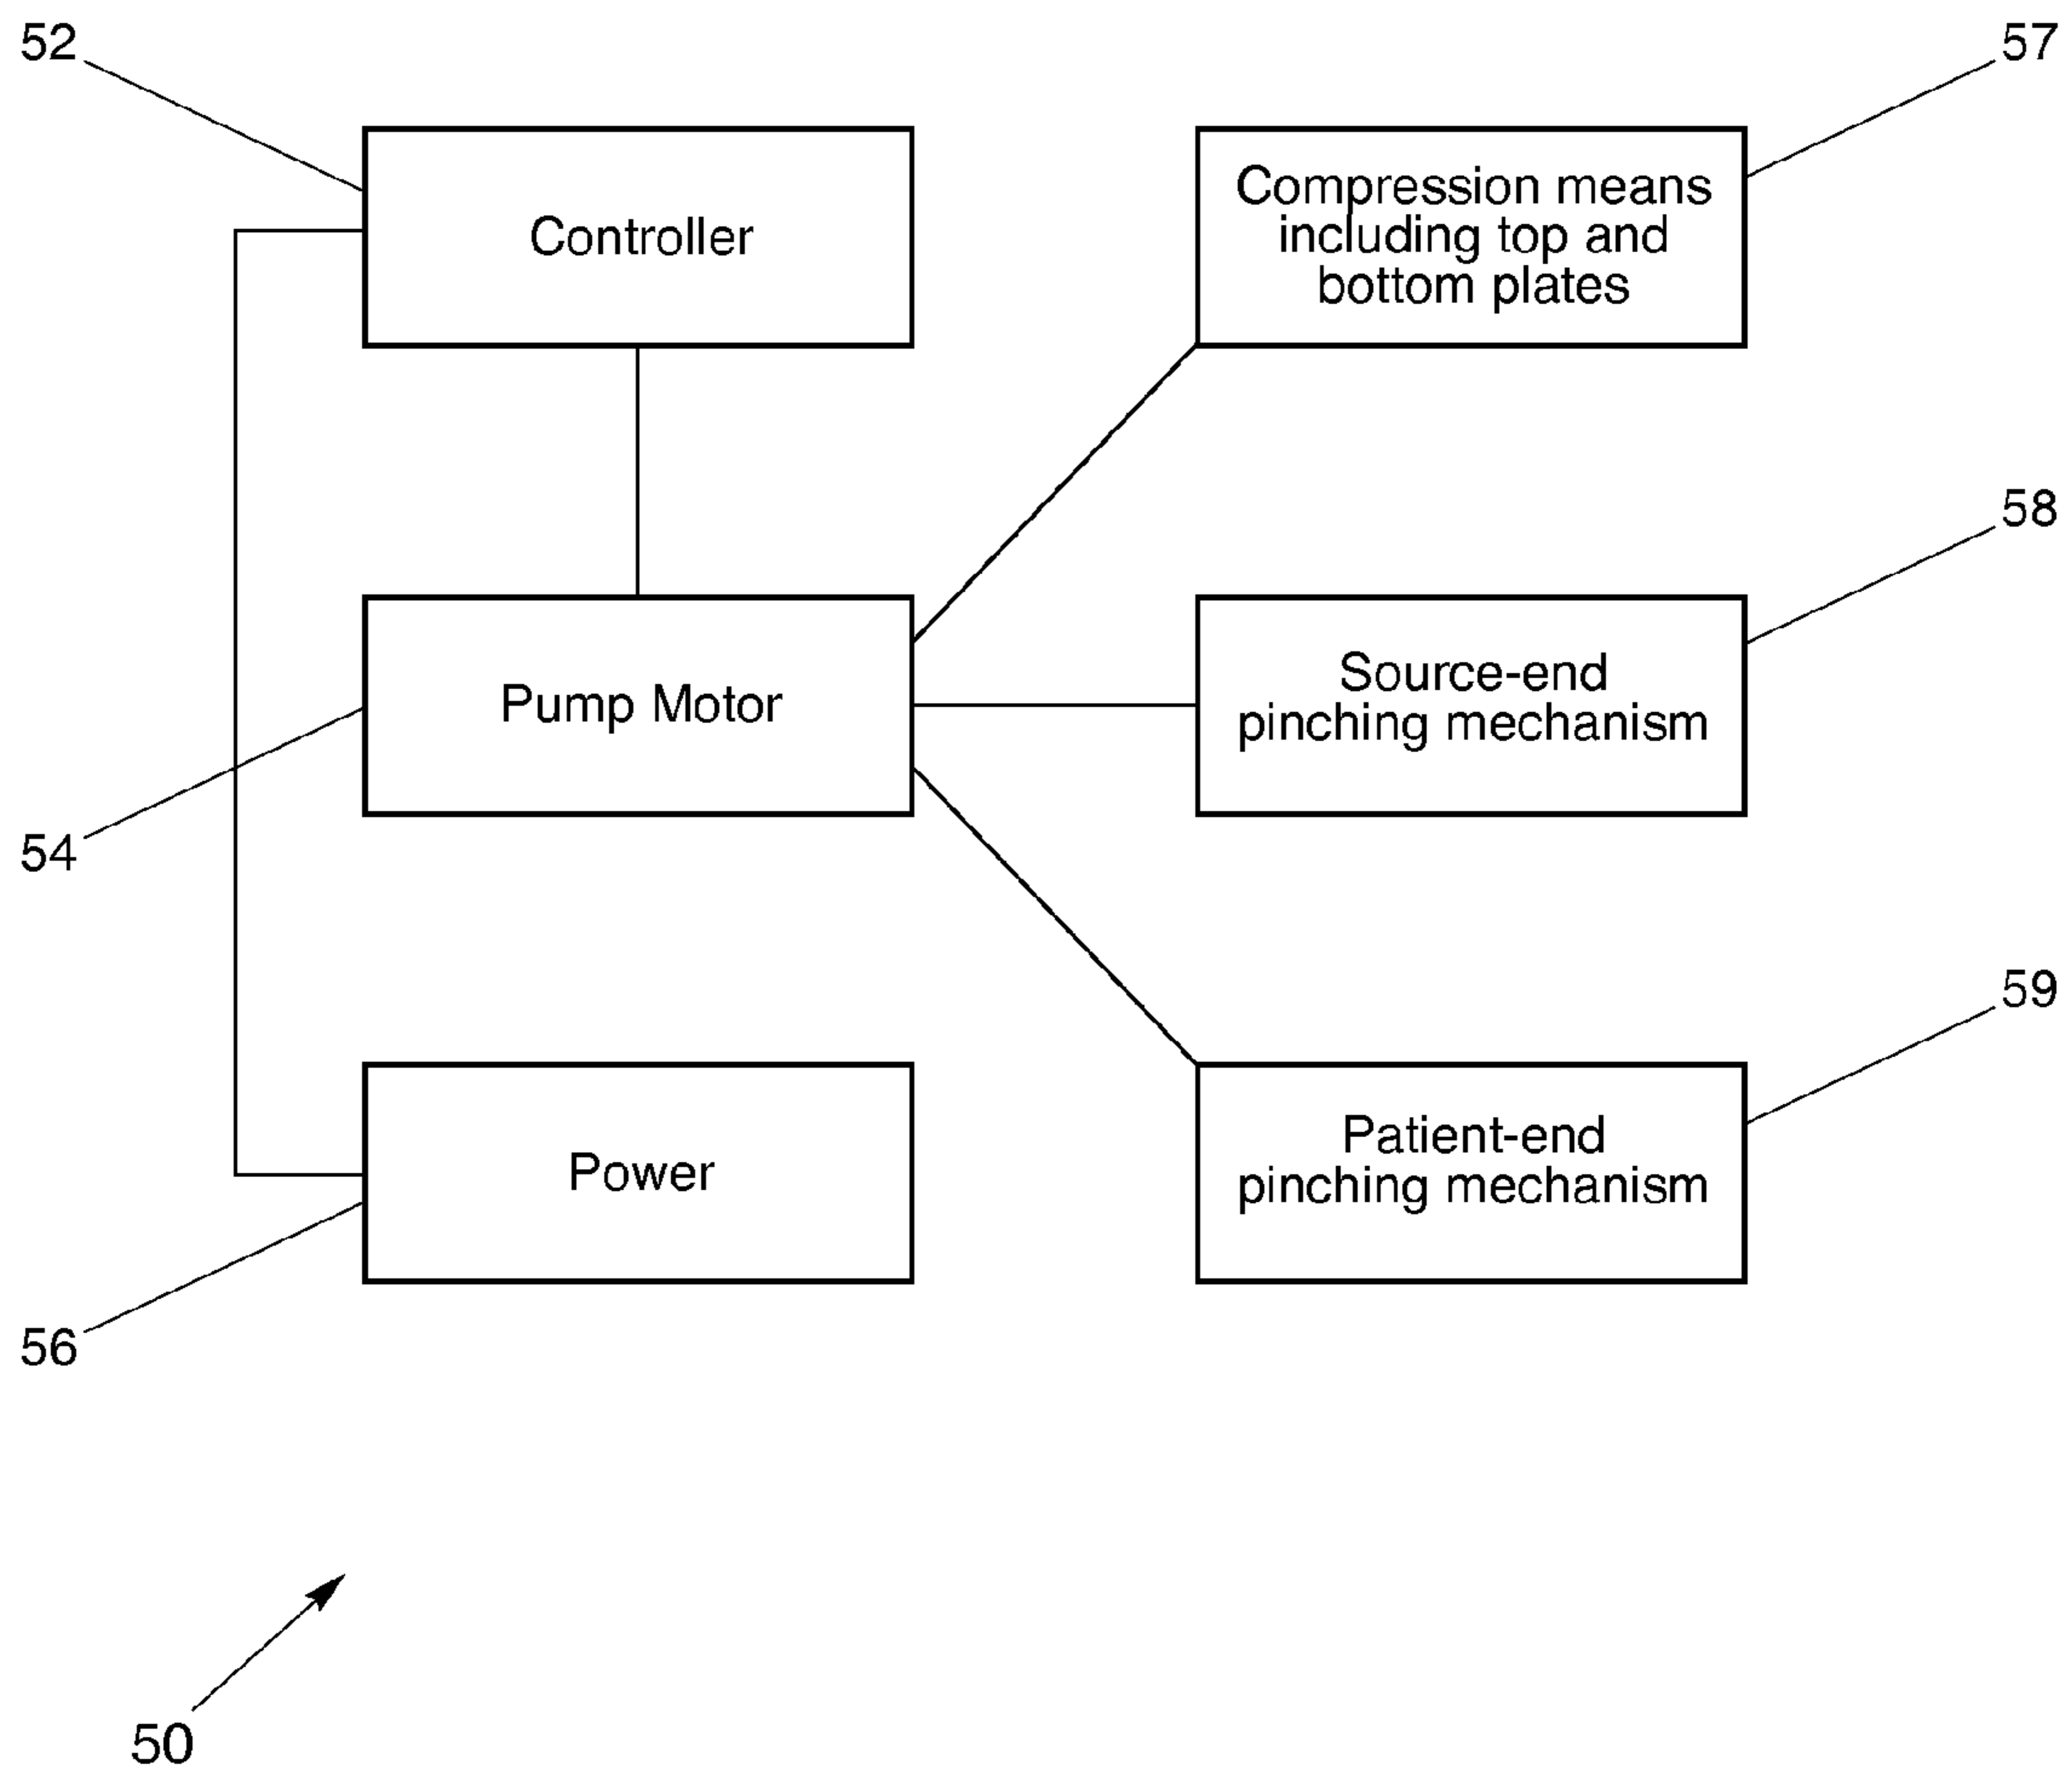 52
57
Controller
Compression means
including top and
bottom plates
58
Pump Motor
Source-end
pinching mechanism
54
59
Power
Patient-end
pinching mechanism
56
50